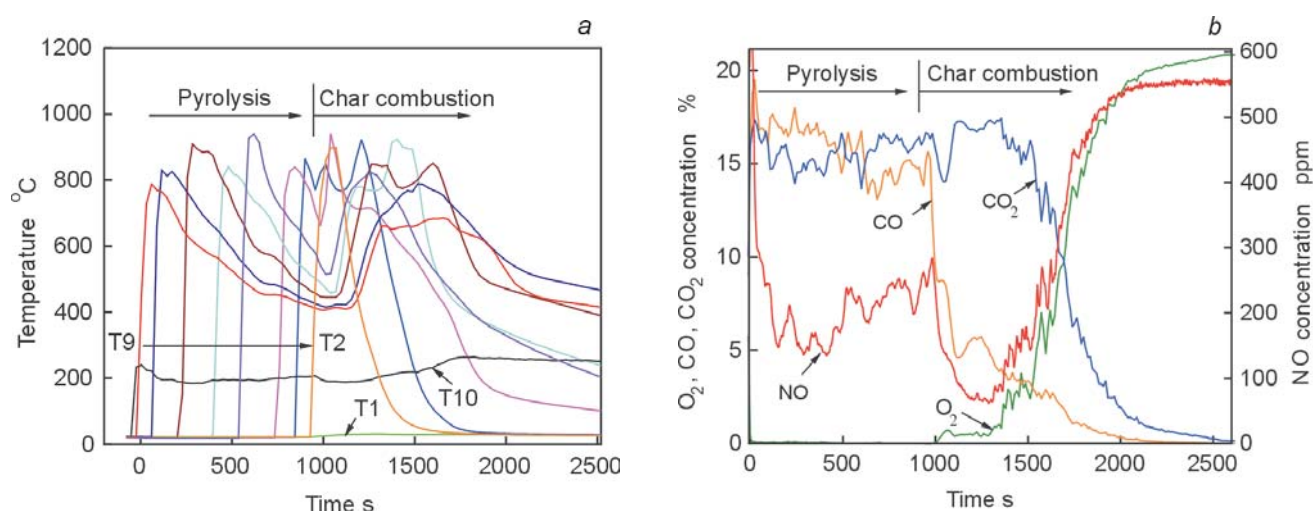 a
1200
1000
800
600
400
200
0
Temperature °C
Pyrolysis
Char combustion
T9
T2
T10
T1
0 500 1000 1500 2000 2500
Time s
b
20
15
10
5
0
O2, CO, CO2 concentration %
Pyrolysis
Char combustion
CO
CO2
NO
O2
600
500
400
300
200
100
0
NO concentration ppm
0 500 1000 1500 2000 2500
Time s